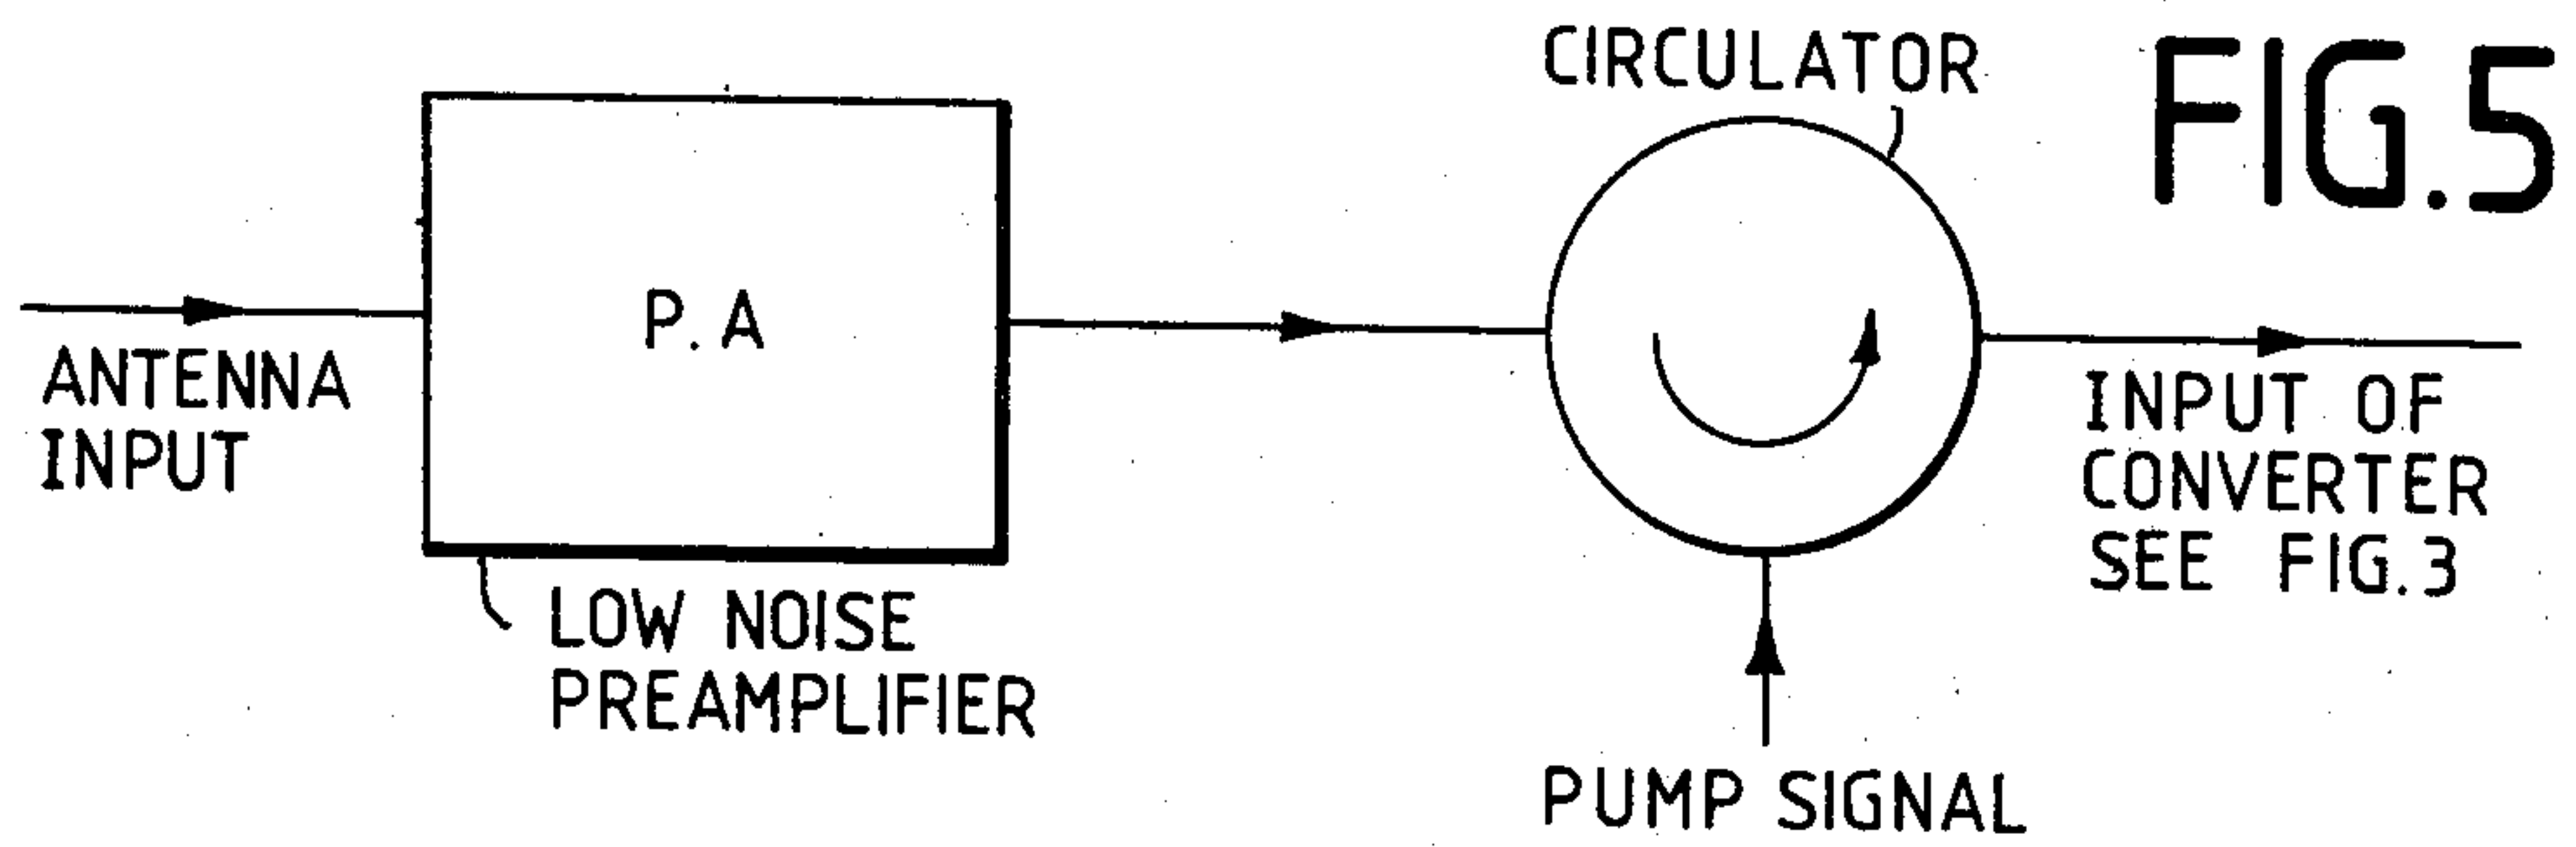 CIRCULATOR
FIG.5
P.A
ANTENNA
INPUT
INPUT OF
CONVERTER
SEE FIG.3
LOW NOISE
PREAMPLIFIER
PUMP SIGNAL